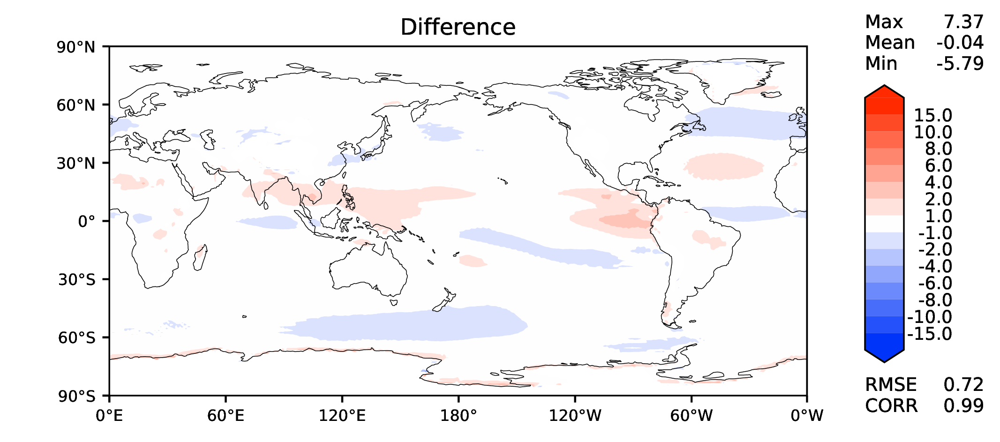 Difference
Max 7.37
Mean -0.04
Min -5.79
90°N
60°N
30°N
0°
30°S
60°S
90°S
0°E
60°E
120°E
180°
120°W
60°W
0°W
15.0
10.0
8.0
6.0
4.0
2.0
1.0
-1.0
-2.0
-4.0
-6.0
-8.0
-10.0
-15.0
RMSE 0.72
CORR 0.99